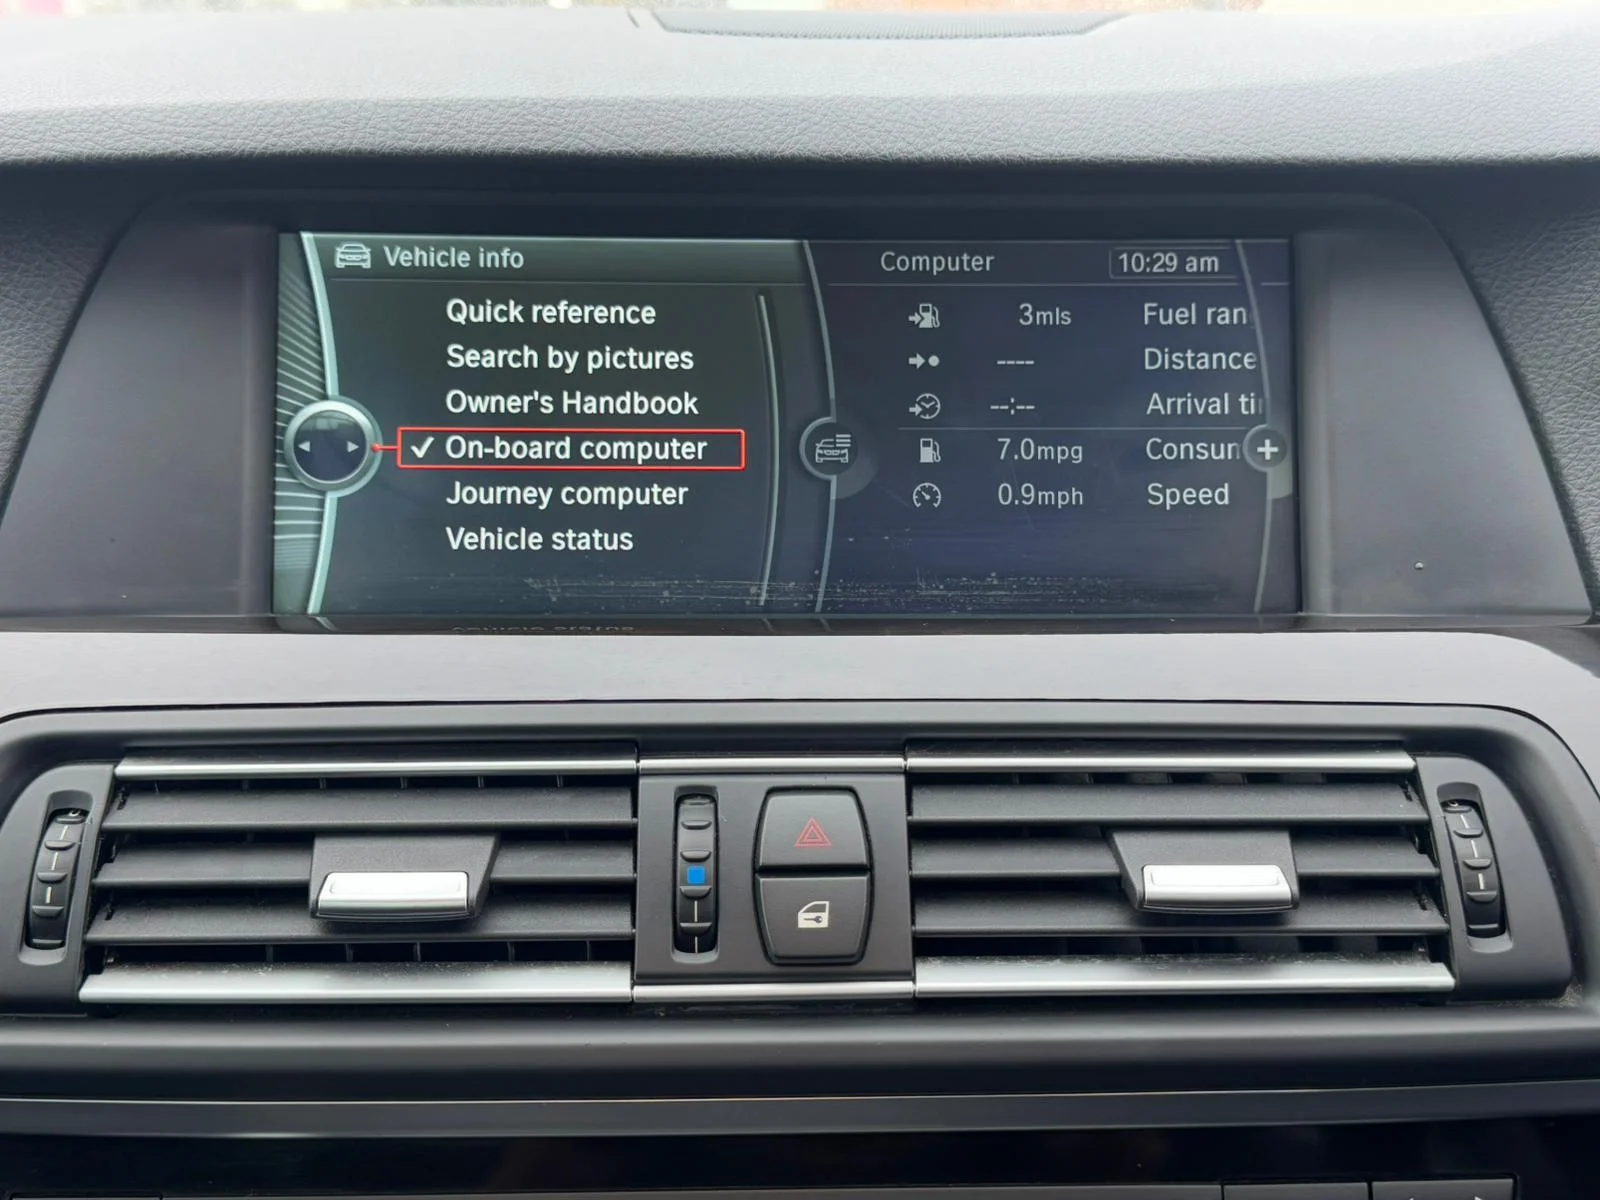 Vehicle info
Quick reference
Search by pictures
Owner's Handbook
✓ On-board computer
Journey computer
Vehicle status
Computer
10:29 am
3mls Fuel ran
---- Distance
--:-- Arrival ti
7.0mpg Consum
0.9mph Speed